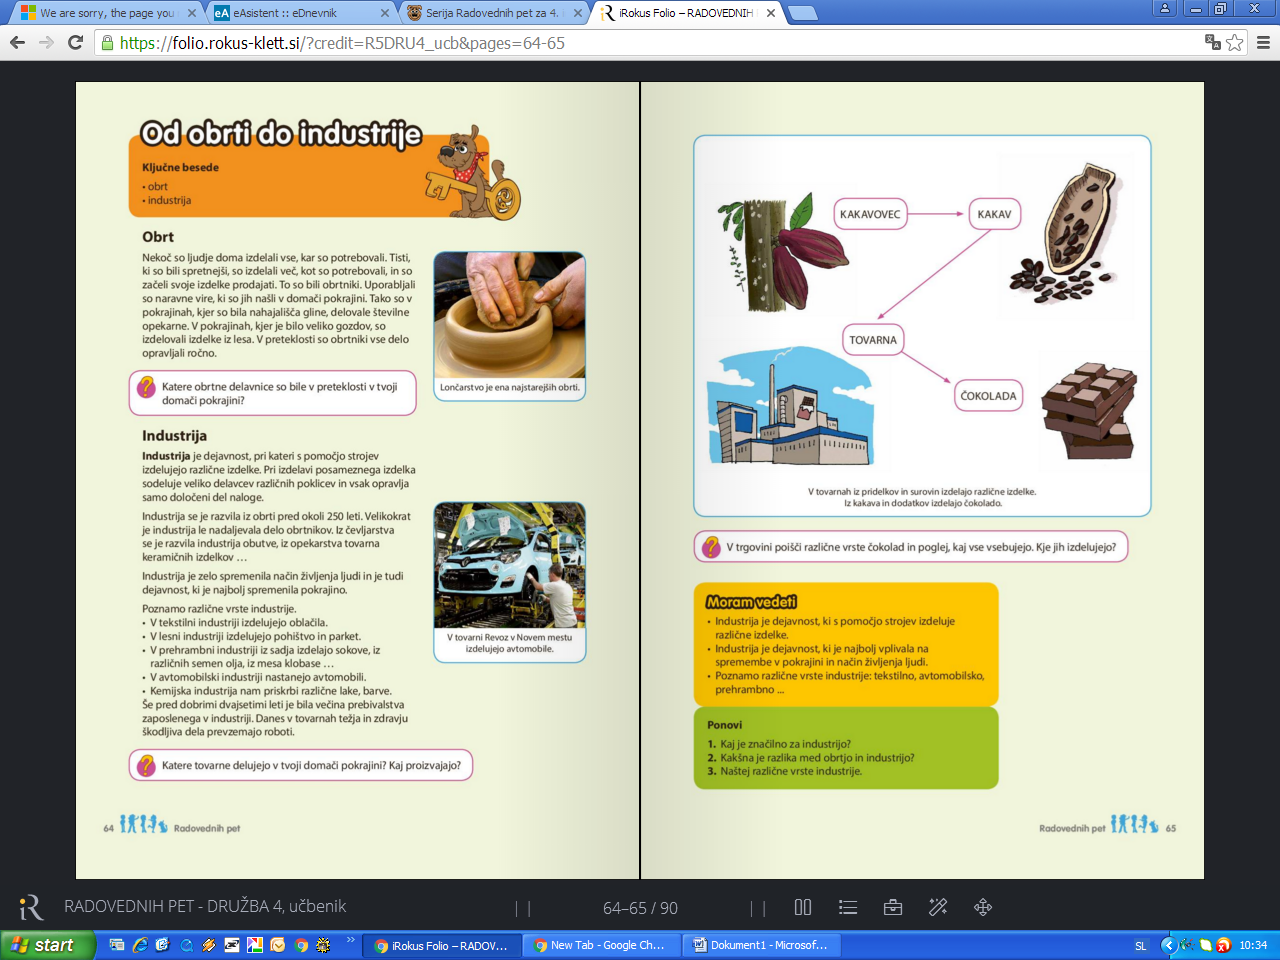 We are sorry, the page you
eAsistent :: eDnevnik
Serija Radovednih pet za 4.
iRokus Folio – RADOVEDNIH
https://folio.rokus-klett.si/?credit=R5DRU4_ucb&pages=64-65
Od obrti do industrije
Ključne besede
• obrt
• industrija
Obrt
Nekoč so ljudje doma izdelali vse, kar so potrebovali. Tisti,
ki so bili spretnejši, so izdelali več, kot so potrebovali, in so
začeli svoje izdelke prodajati. To so bili obrtniki. Uporabljali
so naravne vire, ki so jih našli v domači pokrajini. Tako so v
pokrajinah, kjer so bila nahajališča gline, delovale številne
opekarne. V pokrajinah, kjer je bilo veliko gozdov, so
izdelovali izdelke iz lesa. V preteklosti so obrtniki vse delo
opravljali ročno.
Lončarstvo je ena najstarejših obrti.
? Katere obrtne delavnice so bile v preteklosti v tvoji
domači pokrajini?
Industrija
Industrija je dejavnost, pri kateri s pomočjo strojev
izdelujejo različne izdelke. Pri izdelavi posameznega izdelka
sodeluje veliko delavcev različnih poklicev in vsak opravlja
samo določeni del naloge.
Industrija se je razvila iz obrti pred okoli 250 leti. Velikokrat
je industrija le nadaljevala delo obrtnikov. Iz čevljarstva
se je razvila industrija obutve, iz opekarstva tovarna
keramičnih izdelkov ...
Industrija je zelo spremenila način življenja ljudi in je tudi
dejavnost, ki je najbolj spremenila pokrajino.
Poznamo različne vrste industrije.
• V tekstilni industriji izdelujejo oblačila.
• V lesni industriji izdelujejo pohištvo in parket.
• V prehrambni industriji iz sadja izdelajo sokove, iz
različnih semen olja, iz mesa klobase ...
• V avtomobilski industriji nastanejo avtomobili.
• Kemijska industrija nam priskrbi različne lake, barve.
Še pred dobrimi dvajsetimi leti je bila večina prebivalstva
zaposlenega v industriji. Danes v tovarnah težja in zdravju
škodljiva dela prevzemajo roboti.
V tovarni Revoz v Novem mestu
izdelujejo avtomobile.
? Katere tovarne delujejo v tvoji domači pokrajini? Kaj proizvajajo?
64 Radovednih pet
KAKAVOVEC
KAKAV
TOVARNA
ČOKOLADA
V tovarnah iz pridelkov in surovin izdelajo različne izdelke.
Iz kakava in dodatkov izdelajo čokolado.
? V trgovini poišči različne vrste čokolad in poglej, kaj vse vsebujejo. Kje jih izdelujejo?
Moram vedeti
• Industrija je dejavnost, ki s pomočjo strojev izdeluje
različne izdelke.
• Industrija je dejavnost, ki je najbolj vplivala na
spremembe v pokrajini in način življenja ljudi.
• Poznamo različne vrste industrije: tekstilno, avtomobilsko,
prehrambno ...
Ponovi
1. Kaj je značilno za industrijo?
2. Kakšna je razlika med obrtjo in industrijo?
3. Naštej različne vrste industrije.
Radovednih pet 65
RADOVEDNIH PET - DRUŽBA 4, učbenik
64–65 / 90
start
iRokus Folio – RADOV...
New Tab - Google Ch...
Dokument1 - Microsof...
SL
10:34